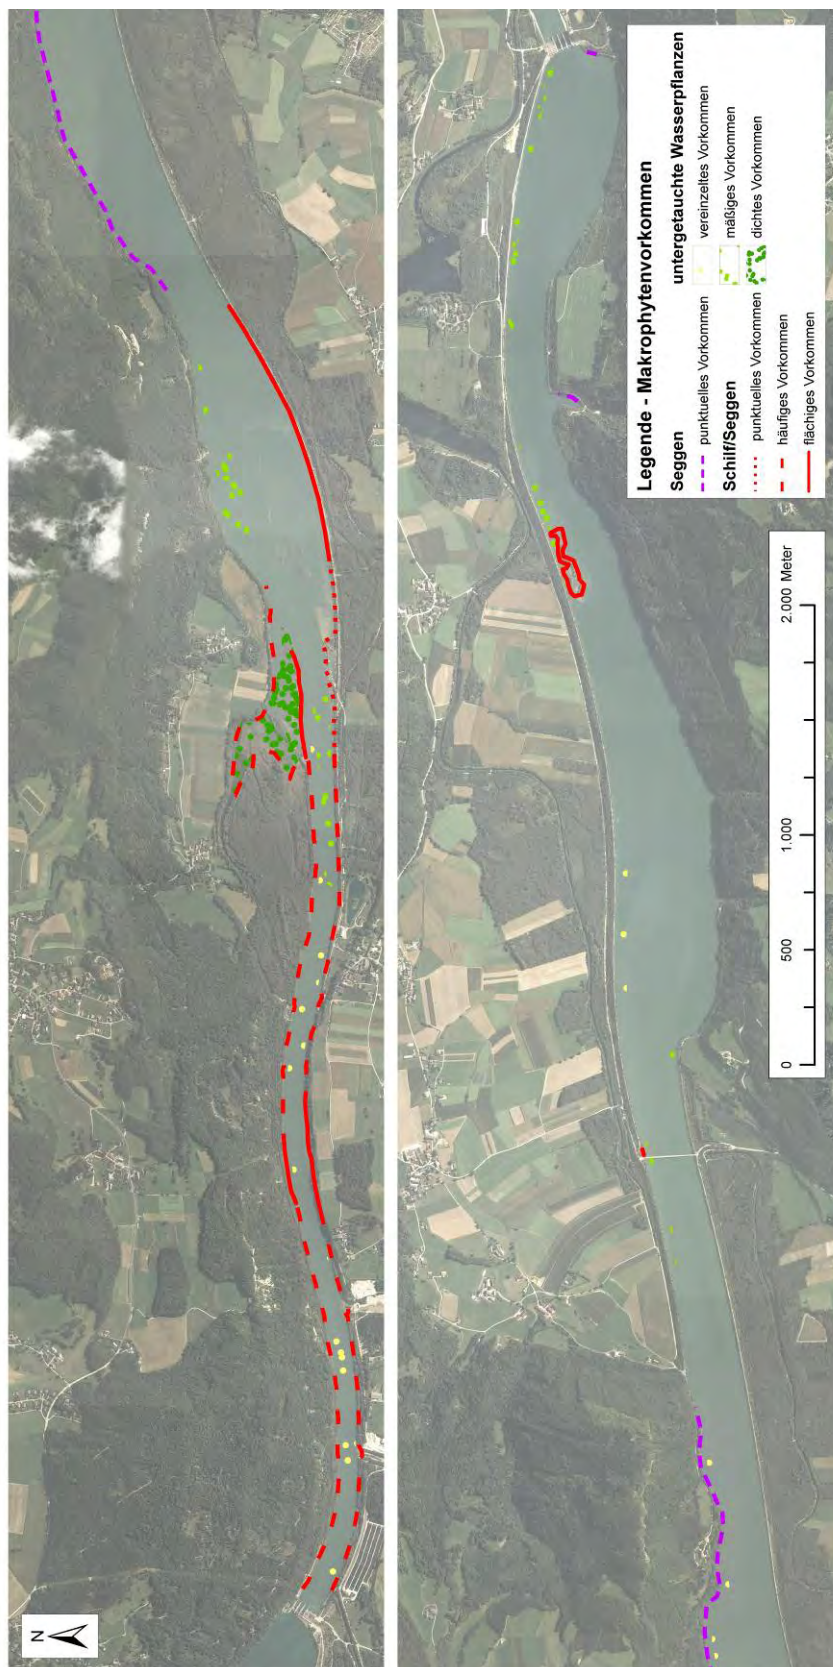 N
Legende - Makrophytenvorkommen
Seggen
punktuelles Vorkommen
Schilf/Seggen
punktuelles Vorkommen
häufiges Vorkommen
flächiges Vorkommen
untergetauchte Wasserpflanzen
vereinzeltes Vorkommen
mäßiges Vorkommen
dichtes Vorkommen
0 500 1.000 2.000 Meter